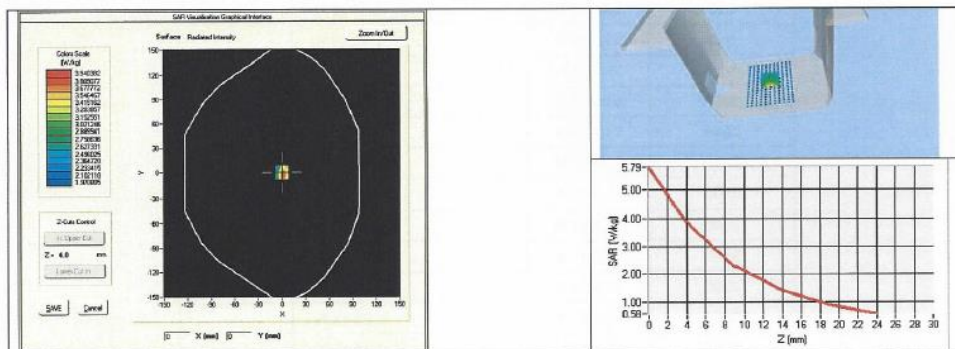 SAR Visualisation Graphical Interface
Surface Radiated Intensity
Zoom In/Out
Colors Scale
(W/kg)
3.940392
3.809077
3.677772
3.546467
3.415162
3.283857
3.152551
3.021246
2.889941
2.758636
2.627331
2.496025
2.364720
2.233415
2.102110
1.970805
150
120
90
60
30
0
-30
-60
-90
-120
-150
Y
-150 -120 -90 -60 -30 0 30 60 90 120 150
X
Z-Cuts Control
Z = 4.0 mm
SAVE Cancel
0 X (mm) 0 Y (mm)
5.79
5.00
4.00
3.00
2.00
1.00
0.58
SAR (W/kg)
0 2 4 6 8 10 12 14 16 18 20 22 24 26 28 30
Z (mm)